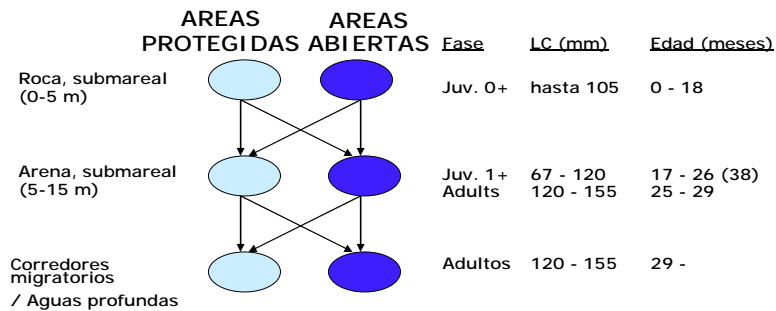 AREAS PROTEGIDAS
AREAS ABIERTAS
Fase LC (mm) Edad (meses)
Roca, submareal
(0-5 m)
Juv. 0+ hasta 105 0 - 18
Arena, submareal
(5-15 m)
Juv. 1+ 67 - 120 17 - 26 (38)
Adults 120 - 155 25 - 29
Corredores
migratorios
/ Aguas profundas
Adultos 120 - 155 29 -